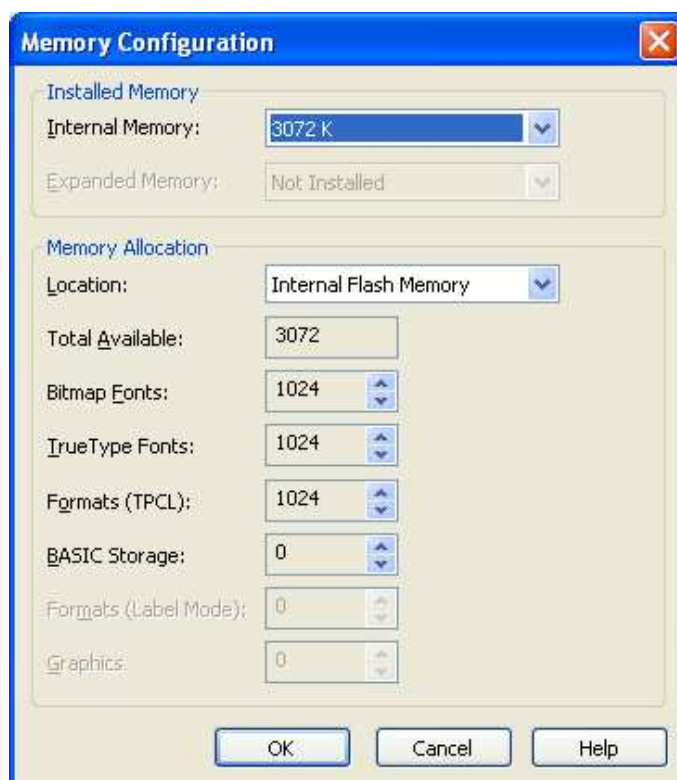 Memory Configuration
Installed Memory
Internal Memory: 3072 K
Expanded Memory: Not Installed
Memory Allocation
Location: Internal Flash Memory
Total Available: 3072
Bitmap Fonts: 1024
TrueType Fonts: 1024
Formats (TPCL): 1024
BASIC Storage: 0
Formats (Label Mode): 0
Graphics 0
OK Cancel Help